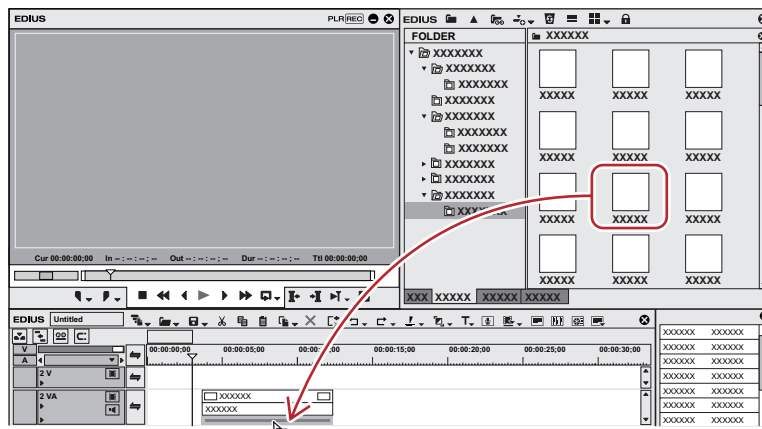 EDIUS PLR REC
Cur 00:00:00;00 In -- : -- : -- ; -- Out -- : -- : -- ; -- Dur -- : -- : -- ; -- Ttl 00:00:00;00
EDIUS
FOLDER
XXXXXXX
XXXXXXX
XXXXXXX
XXXXXXX
XXXXXXX
XXXXXXX
XXXXXXX
XXXXXXX
XXXXXXX
XXXXXXX
XXXXXX
XXXXX XXXXX XXXXX
XXXXX XXXXX XXXXX
XXXXX XXXXX XXXXX
XXXXX XXXXX XXXXX
XXX XXXXX XXXXX XXXXX
EDIUS Untitled
V
A
00:00:00;00 00:00:05;00 00:00:15;00 00:00:20;00 00:00:25;00 00:00:30;00
2 V
2 VA
XXXXXX
XXXXXX
XXXXXX XXXXXX
XXXXXX XXXXXX
XXXXXX XXXXXX
XXXXXX XXXXXX
XXXXXX XXXXXX
XXXXXX XXXXXX
XXXXXX XXXXXX